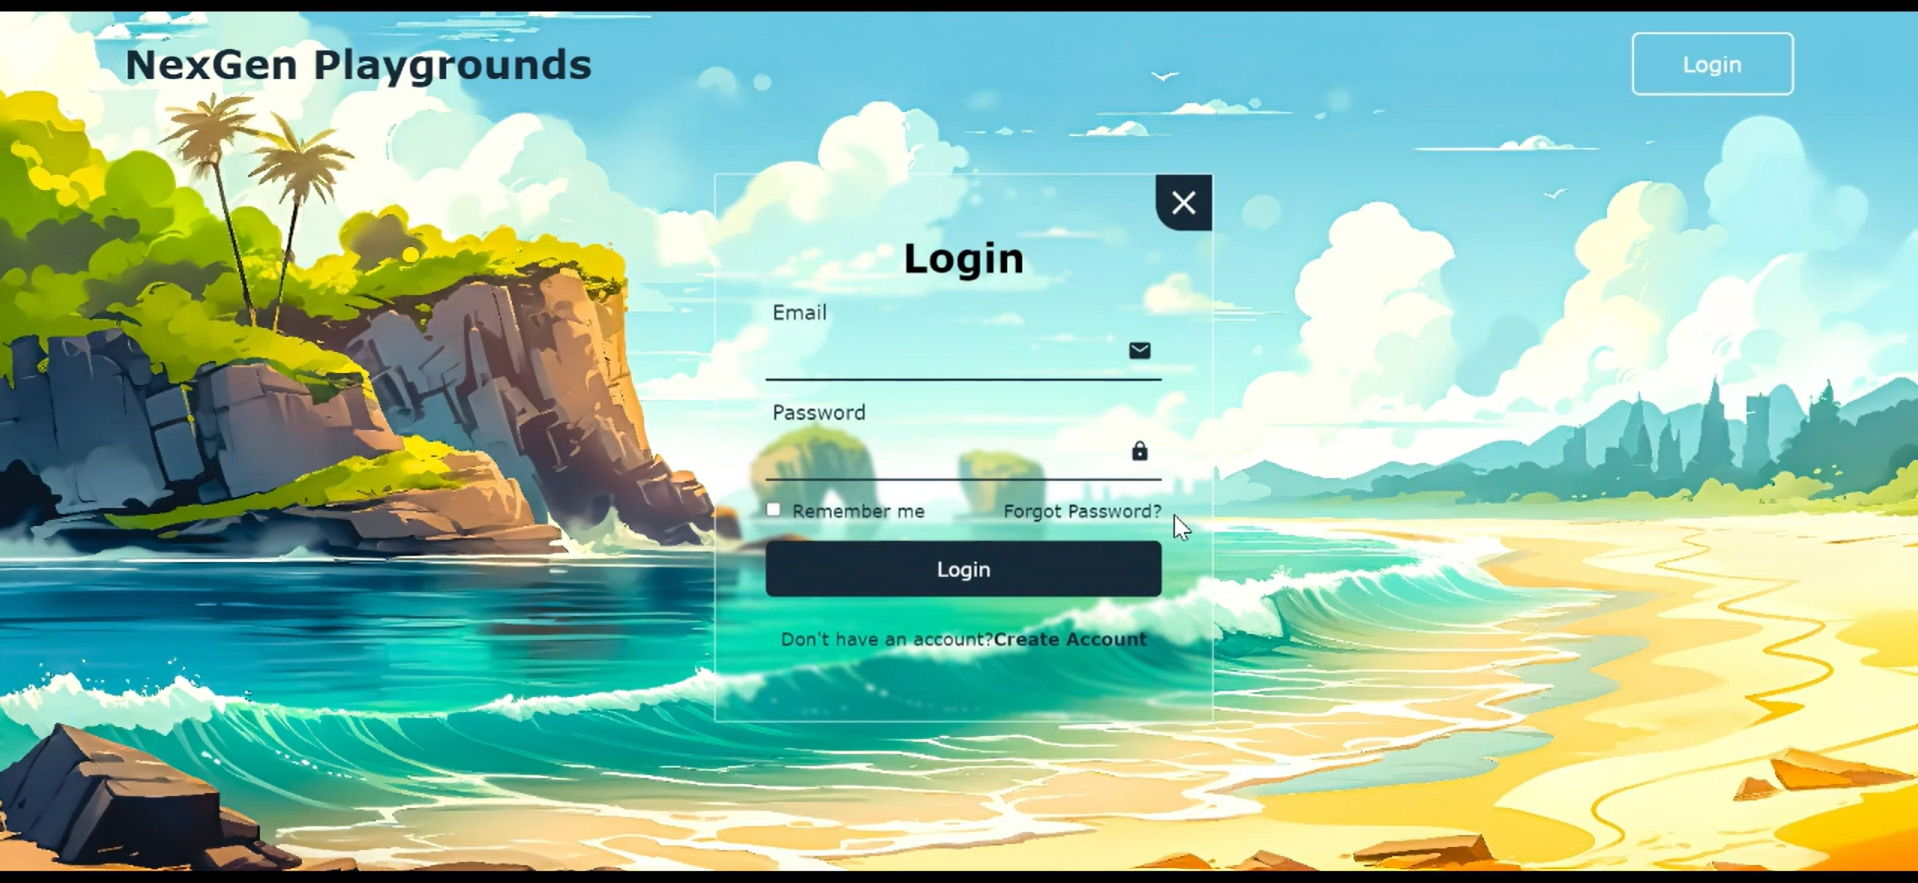 NexGen Playgrounds
Login
Login
Email
Password
Remember me
Forgot Password?
Login
Don't have an account?Create Account